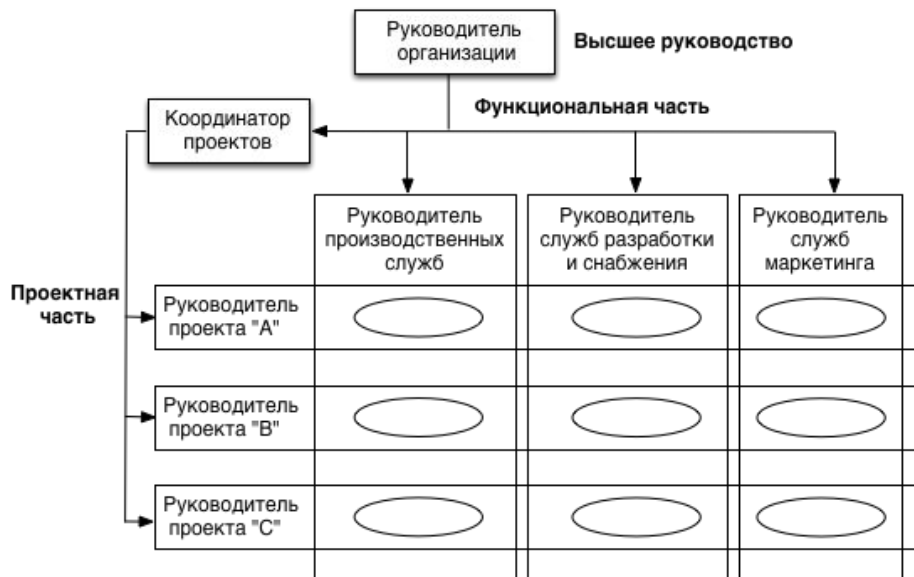 Руководитель
организации
Высшее руководство
Функциональная часть
Координатор
проектов
Руководитель
производственных
служб
Руководитель
служб разработки
и снабжения
Руководитель
служб
маркетинга
Проектная
часть
Руководитель
проекта "А"
Руководитель
проекта "В"
Руководитель
проекта "С"